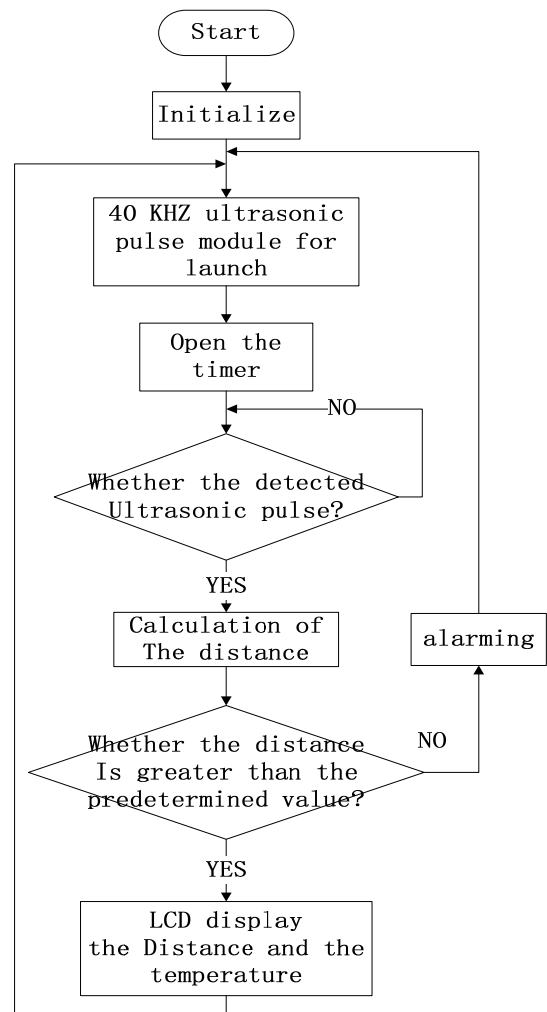 Start
Initialize
40 KHZ ultrasonic
pulse module for
launch
Open the
timer
NO
Whether the detected
Ultrasonic pulse?
YES
Calculation of
The distance
alarming
Whether the distance
Is greater than the
predetermined value?
NO
YES
LCD display
the Distance and the
temperature